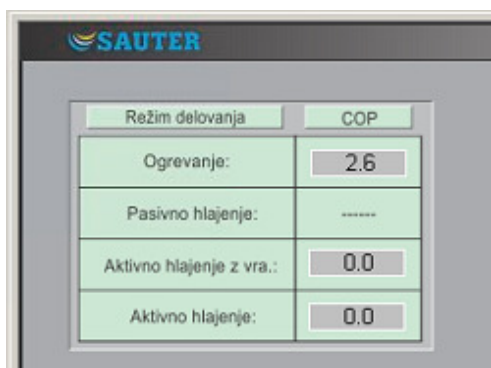 SAUTER
Režim delovanja COP
Ogrevanje: 2.6
Pasivno hlajenje: ------
Aktivno hlajenje z vra.: 0.0
Aktivno hlajenje: 0.0